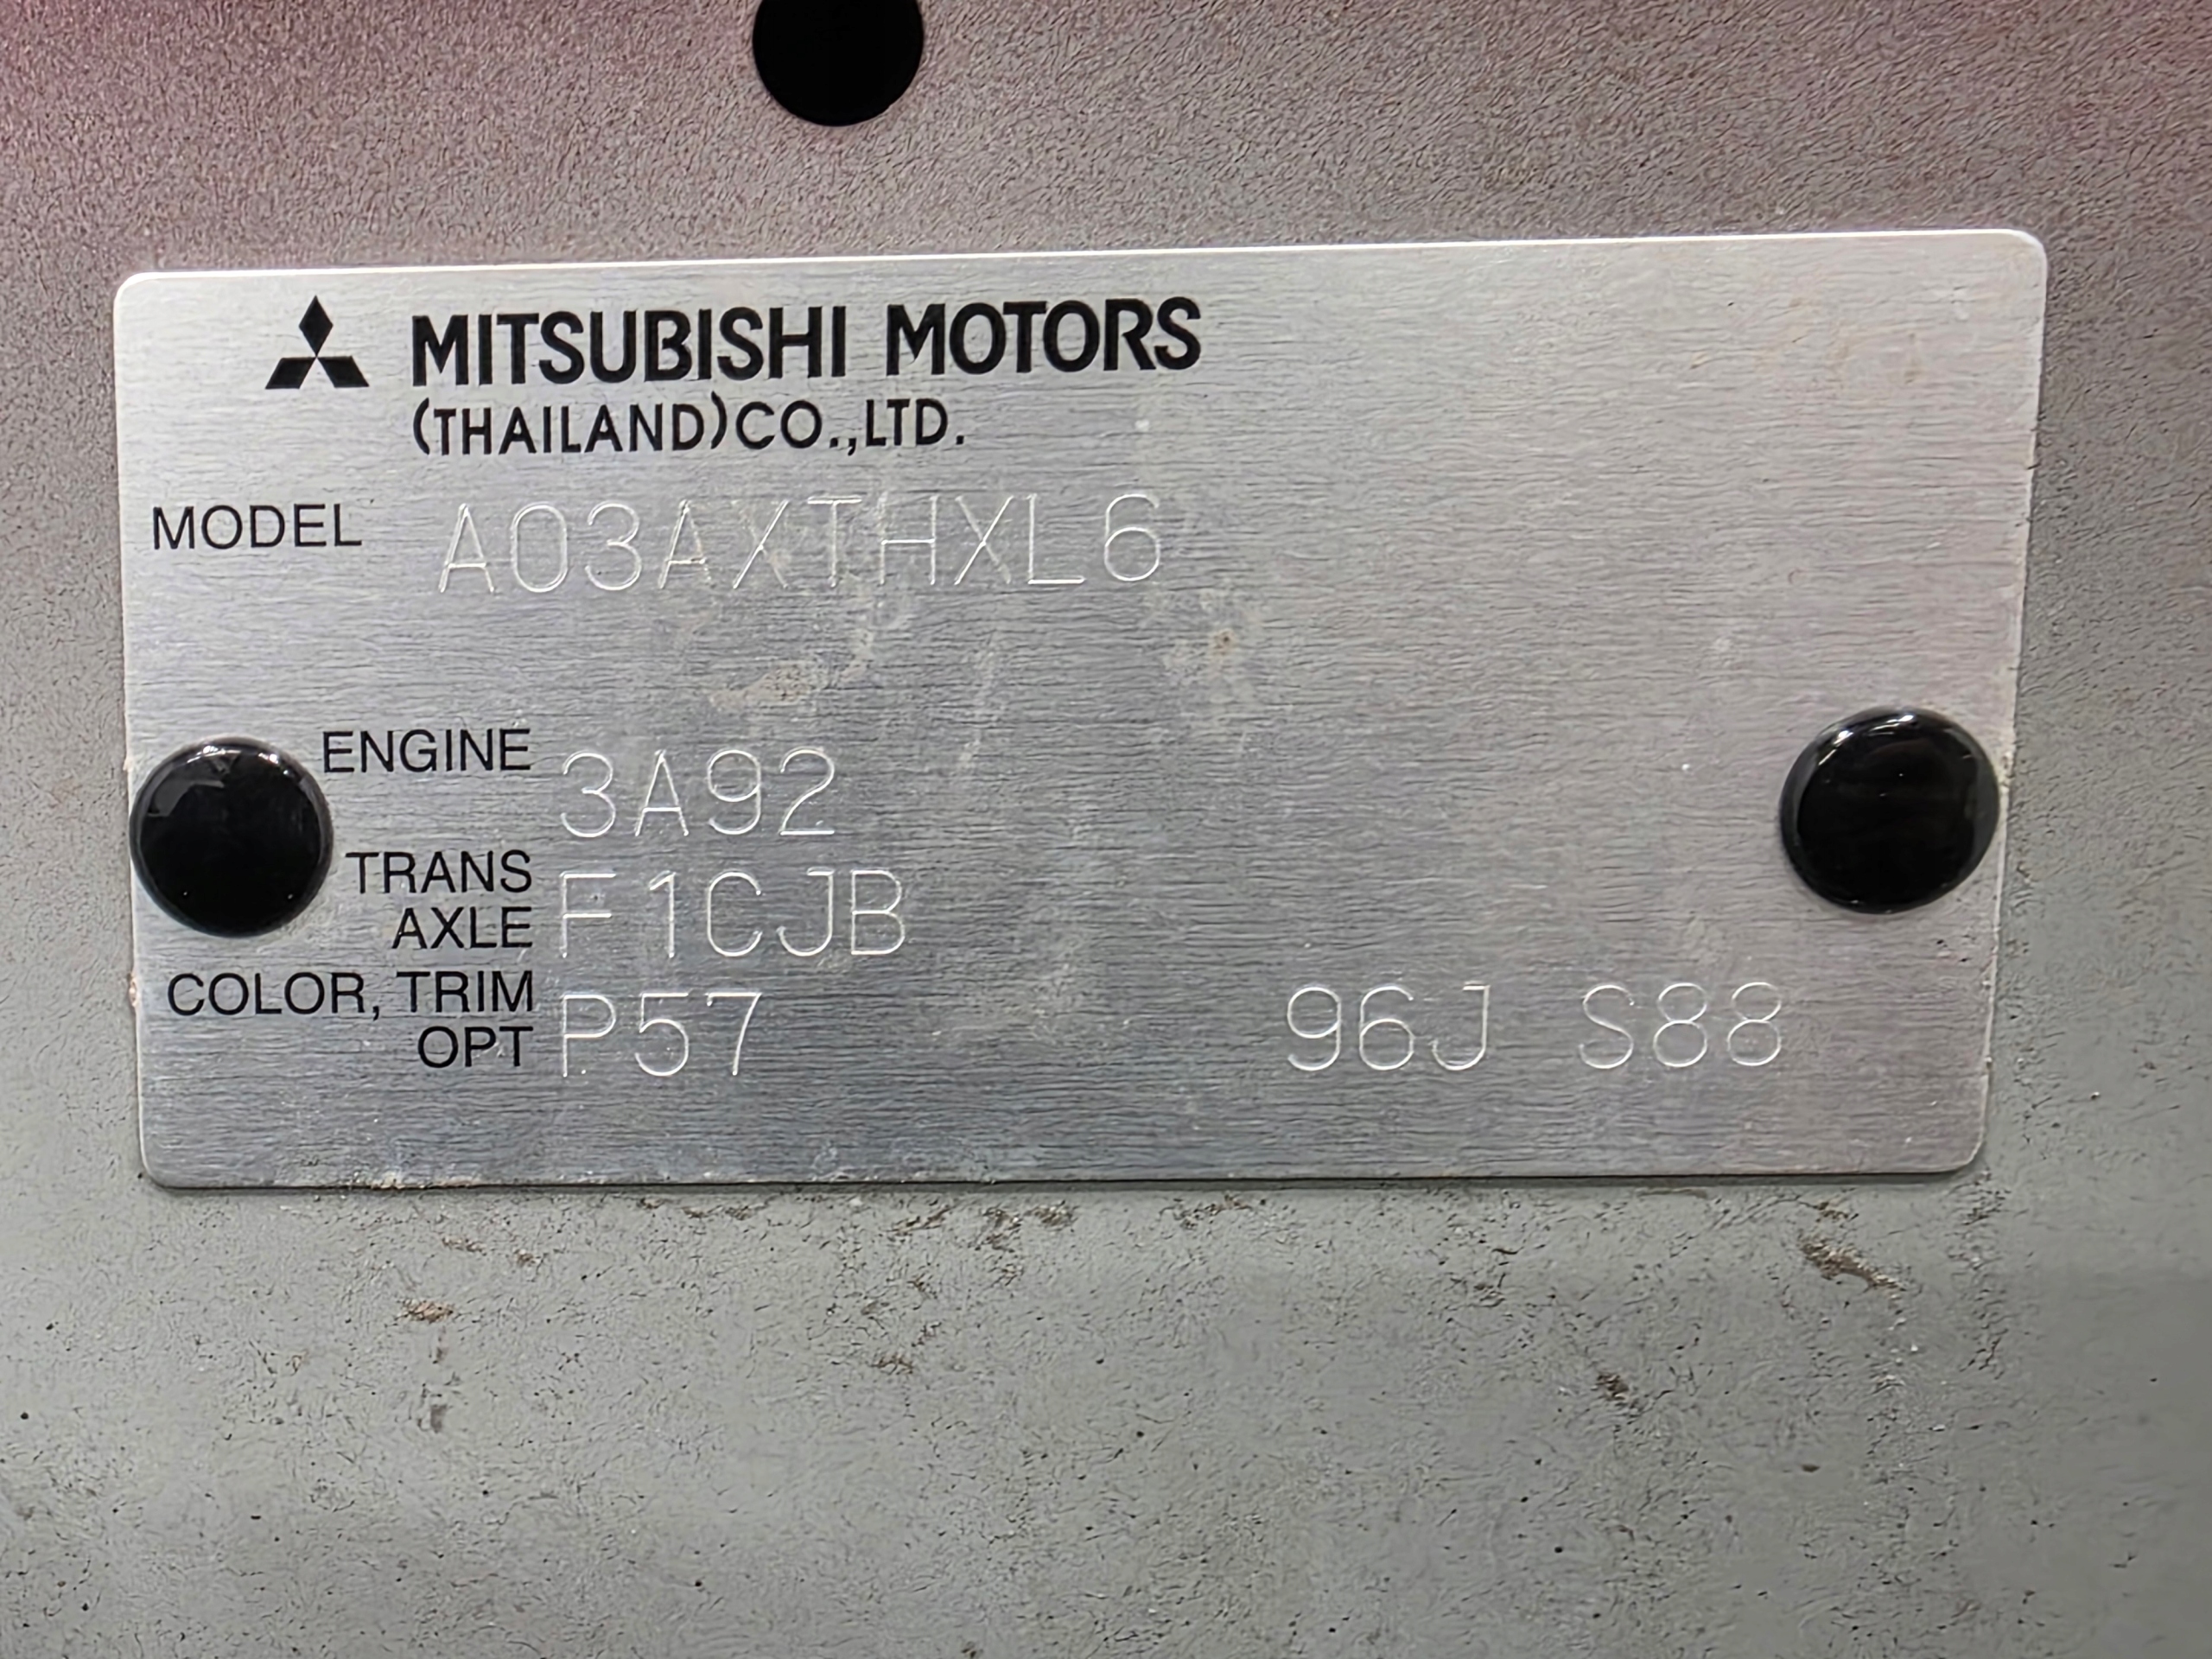 MITSUBISHI MOTORS
(THAILAND)CO.,LTD.
MODEL A03AXTHXL6
ENGINE 3A92
TRANS
AXLE F1CJB
COLOR, TRIM
OPT P57 96J S88